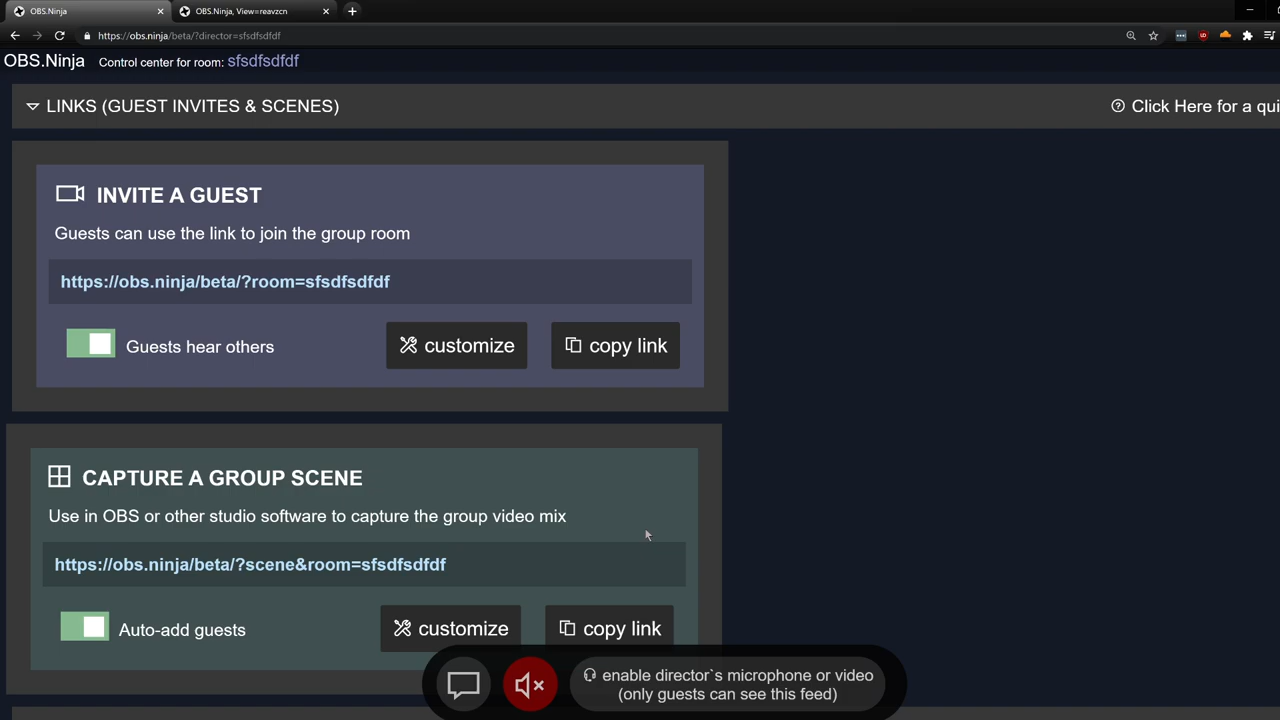 OBS.Ninja
OBS.Ninja, View=reavzcn
https://obs.ninja/beta/?director=sfsdfsdfdf
OBS.Ninja Control center for room: sfsdfsdfdf
LINKS (GUEST INVITES & SCENES)
Click Here for a qui
INVITE A GUEST
Guests can use the link to join the group room
https://obs.ninja/beta/?room=sfsdfsdfdf
Guests hear others
customize
copy link
CAPTURE A GROUP SCENE
Use in OBS or other studio software to capture the group video mix
https://obs.ninja/beta/?scene&room=sfsdfsdfdf
Auto-add guests
customize
copy link
enable director`s microphone or video
(only guests can see this feed)